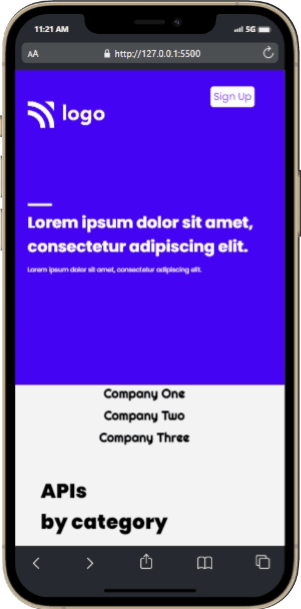 11:21 AM
5G
AA
http://127.0.0.1:5500
Sign Up
logo
Lorem ipsum dolor sit amet,
consectetur adipiscing elit.
Lorem ipsum dolor sit amet, consectetur adipiscing elit.
Company One
Company Two
Company Three
APIs
by category